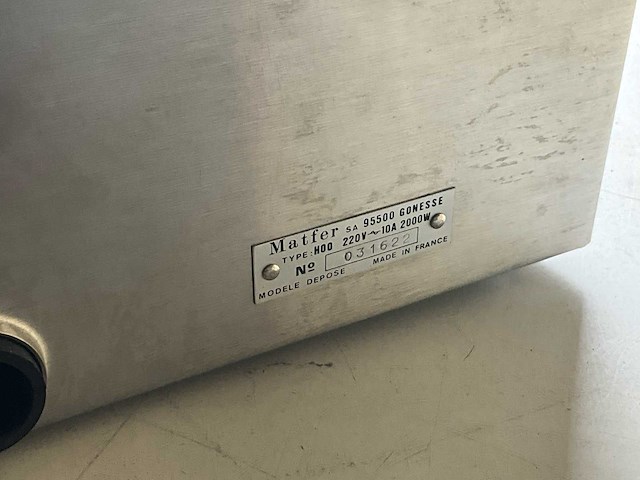 Matfer SA 95500 GONESSE
TYPE: H00 220V~10A 2000W
Nº 031622
MODELE DEPOSE MADE IN FRANCE